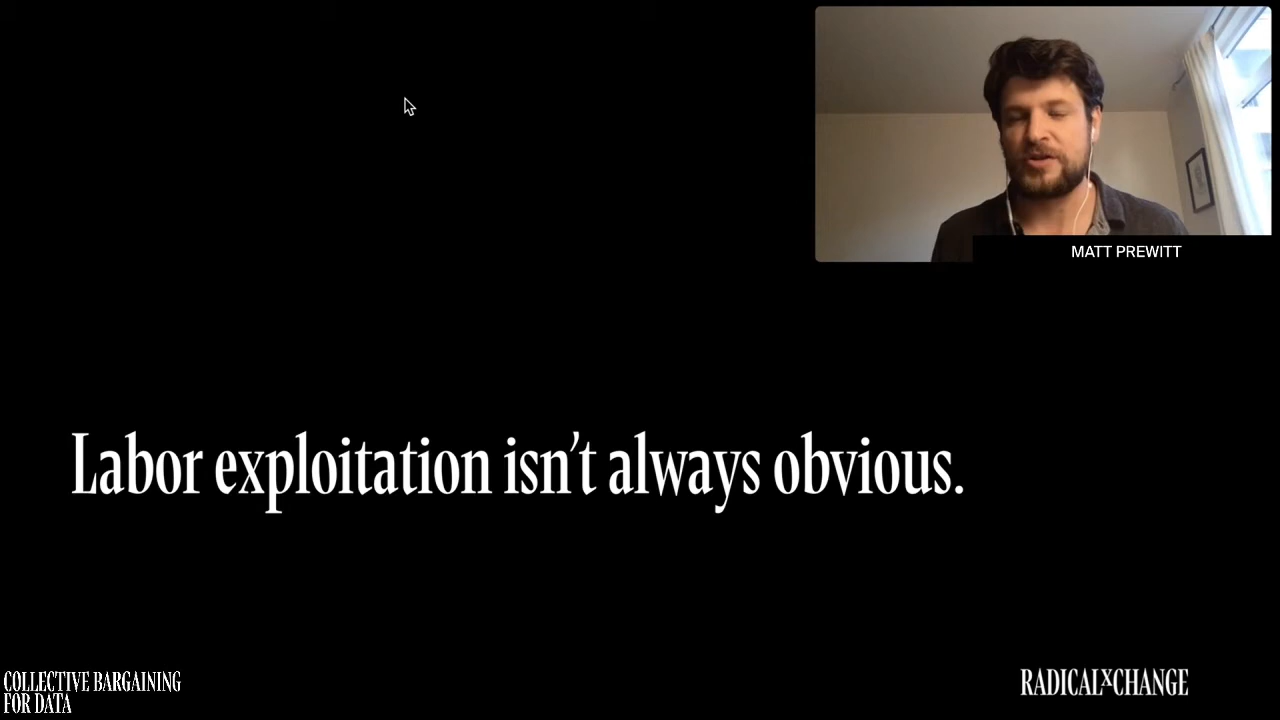 MATT PREWITT
Labor exploitation isn’t always obvious.
COLLECTIVE BARGAINING
FOR DATA
RADICALXCHANGE